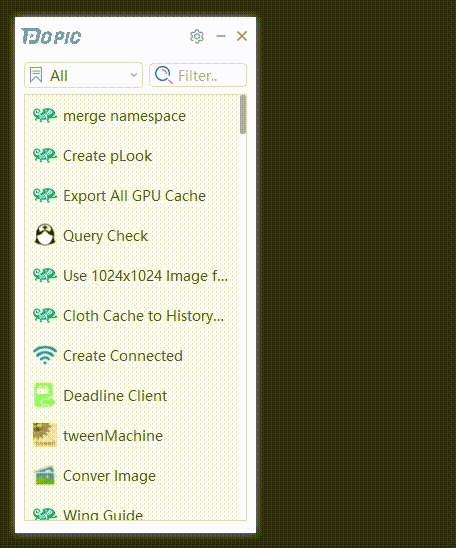 DOPIC
All
Filter..
merge namespace
Create pLook
Export All GPU Cache
Query Check
Use 1024x1024 Image f...
Cloth Cache to History...
Create Connected
Deadline Client
tweenMachine
Conver Image
Wing Guide